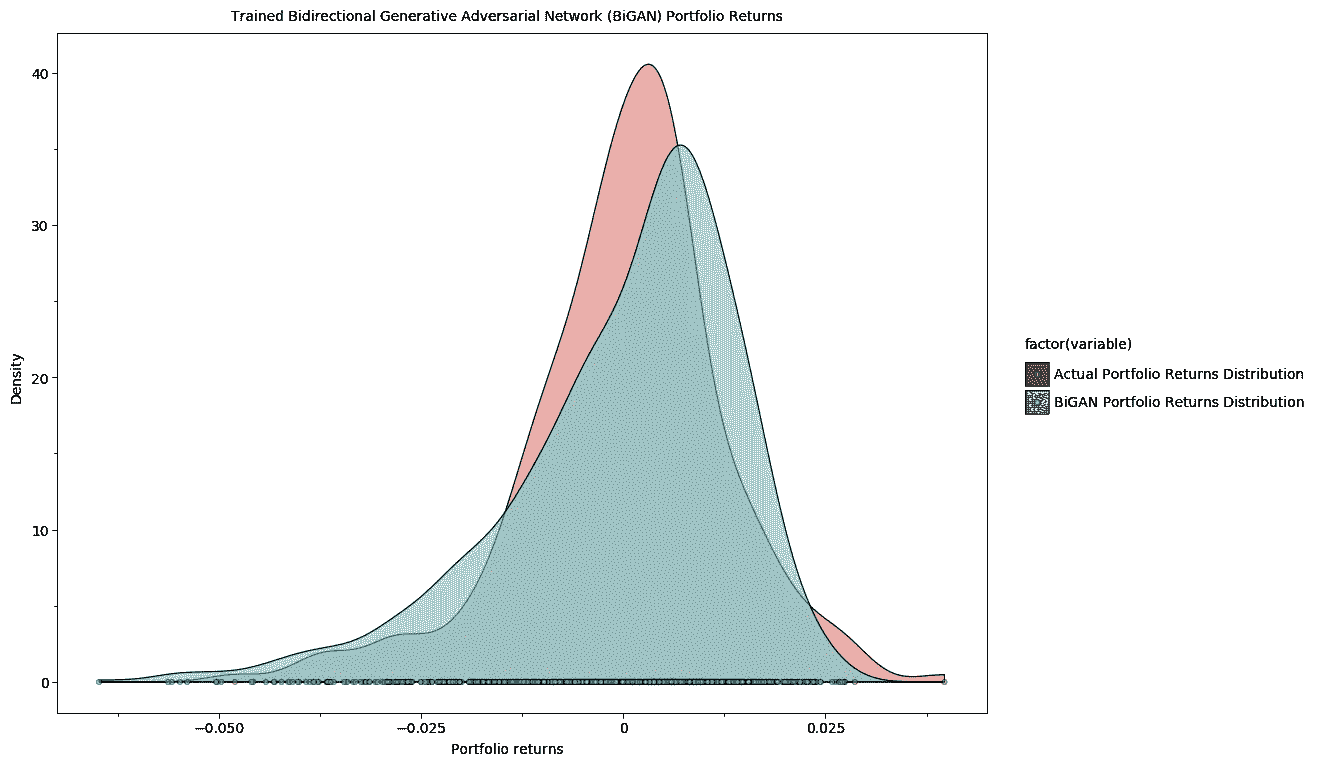 Trained Bidirectional Generative Adversarial Network (BiGAN) Portfolio Returns
40
30
20
10
0
Density
−0.050
−0.025
0
0.025
Portfolio returns
factor(variable)
Actual Portfolio Returns Distribution
BiGAN Portfolio Returns Distribution